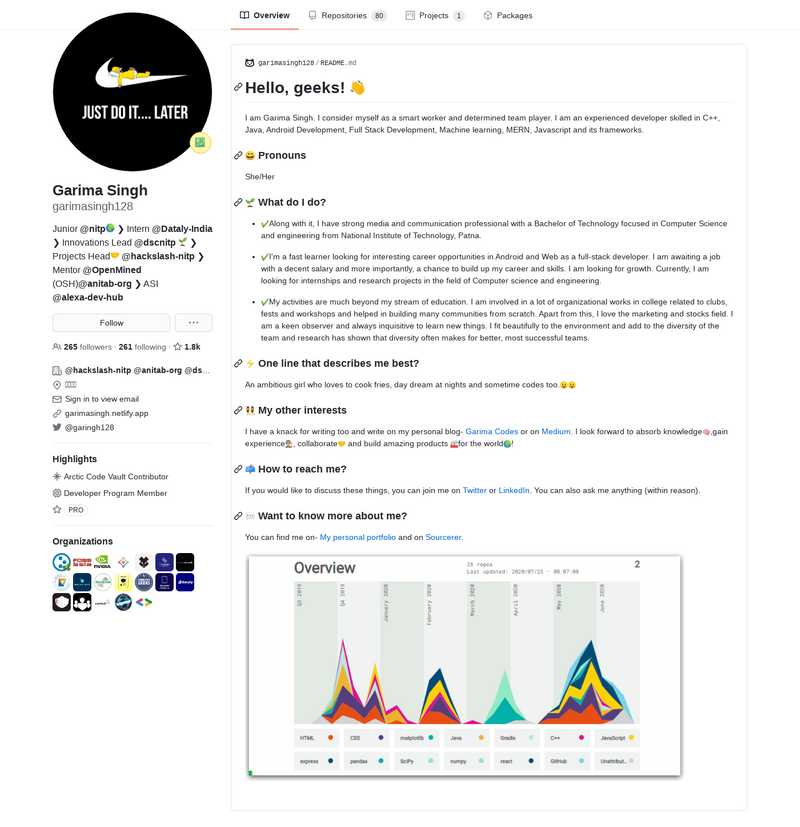 Overview
Repositories 80
Projects 1
Packages
JUST DO IT.... LATER
Garima Singh
garimasingh128
Junior @nitp🌍 ❯ Intern @Dataly-India
❯ Innovations Lead @dscnitp 🌱 ❯
Projects Head🤝 @hackslash-nitp ❯
Mentor @OpenMined
(OSH)@anitab-org ❯ ASI
@alexa-dev-hub
Follow
...
265 followers · 261 following · 1.8k
@hackslash-nitp @anitab-org @ds...
Sign in to view email
garimasingh.netlify.app
@garingh128
Highlights
Arctic Code Vault Contributor
Developer Program Member
PRO
Organizations
NVIDIA
garimasingh128/README.md
Hello, geeks! 👋
I am Garima Singh. I consider myself as a smart worker and determined team player. I am an experienced developer skilled in C++,
Java, Android Development, Full Stack Development, Machine learning, MERN, Javascript and its frameworks.
😄 Pronouns
She/Her
🌱 What do I do?
• ✅Along with it, I have strong media and communication professional with a Bachelor of Technology focused in Computer Science
and engineering from National Institute of Technology, Patna.
• ✅I'm a fast learner looking for interesting career opportunities in Android and Web as a full-stack developer. I am awaiting a job
with a decent salary and more importantly, a chance to build up my career and skills. I am looking for growth. Currently, I am
looking for internships and research projects in the field of Computer science and engineering.
• ✅My activities are much beyond my stream of education. I am involved in a lot of organizational works in college related to clubs,
fests and workshops and helped in building many communities from scratch. Apart from this, I love the marketing and stocks field. I
am a keen observer and always inquisitive to learn new things. I fit beautifully to the environment and add to the diversity of the
team and research has shown that diversity often makes for better, most successful teams.
⚡ One line that describes me best?
An ambitious girl who loves to cook fries, day dream at nights and sometime codes too.😛😛
👯 My other interests
I have a knack for writing too and write on my personal blog- Garima Codes or on Medium. I look forward to absorb knowledge🧠,gain
experience, collaborate🤝 and build amazing products for the world🌍!
📫 How to reach me?
If you would like to discuss these things, you can join me on Twitter or LinkedIn. You can also ask me anything (within reason).
Want to know more about me?
You can find me on- My personal portfolio and on Sourcerer.
Overview
Last updated: 2020/07/23 - 00:07:00
2
Q3 2019
Q4 2019
January 2020
February 2020
March 2020
April 2020
May 2020
June 2020
HTML
CSS
matplotlib
Java
Gradle
C++
JavaScript
express
pandas
SciPy
numpy
react
GitHub
Unattribut..